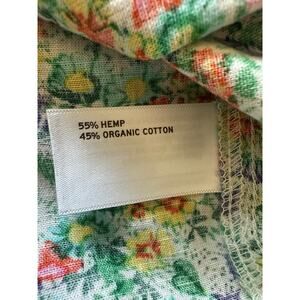 55% HEMP
45% ORGANIC COTTON